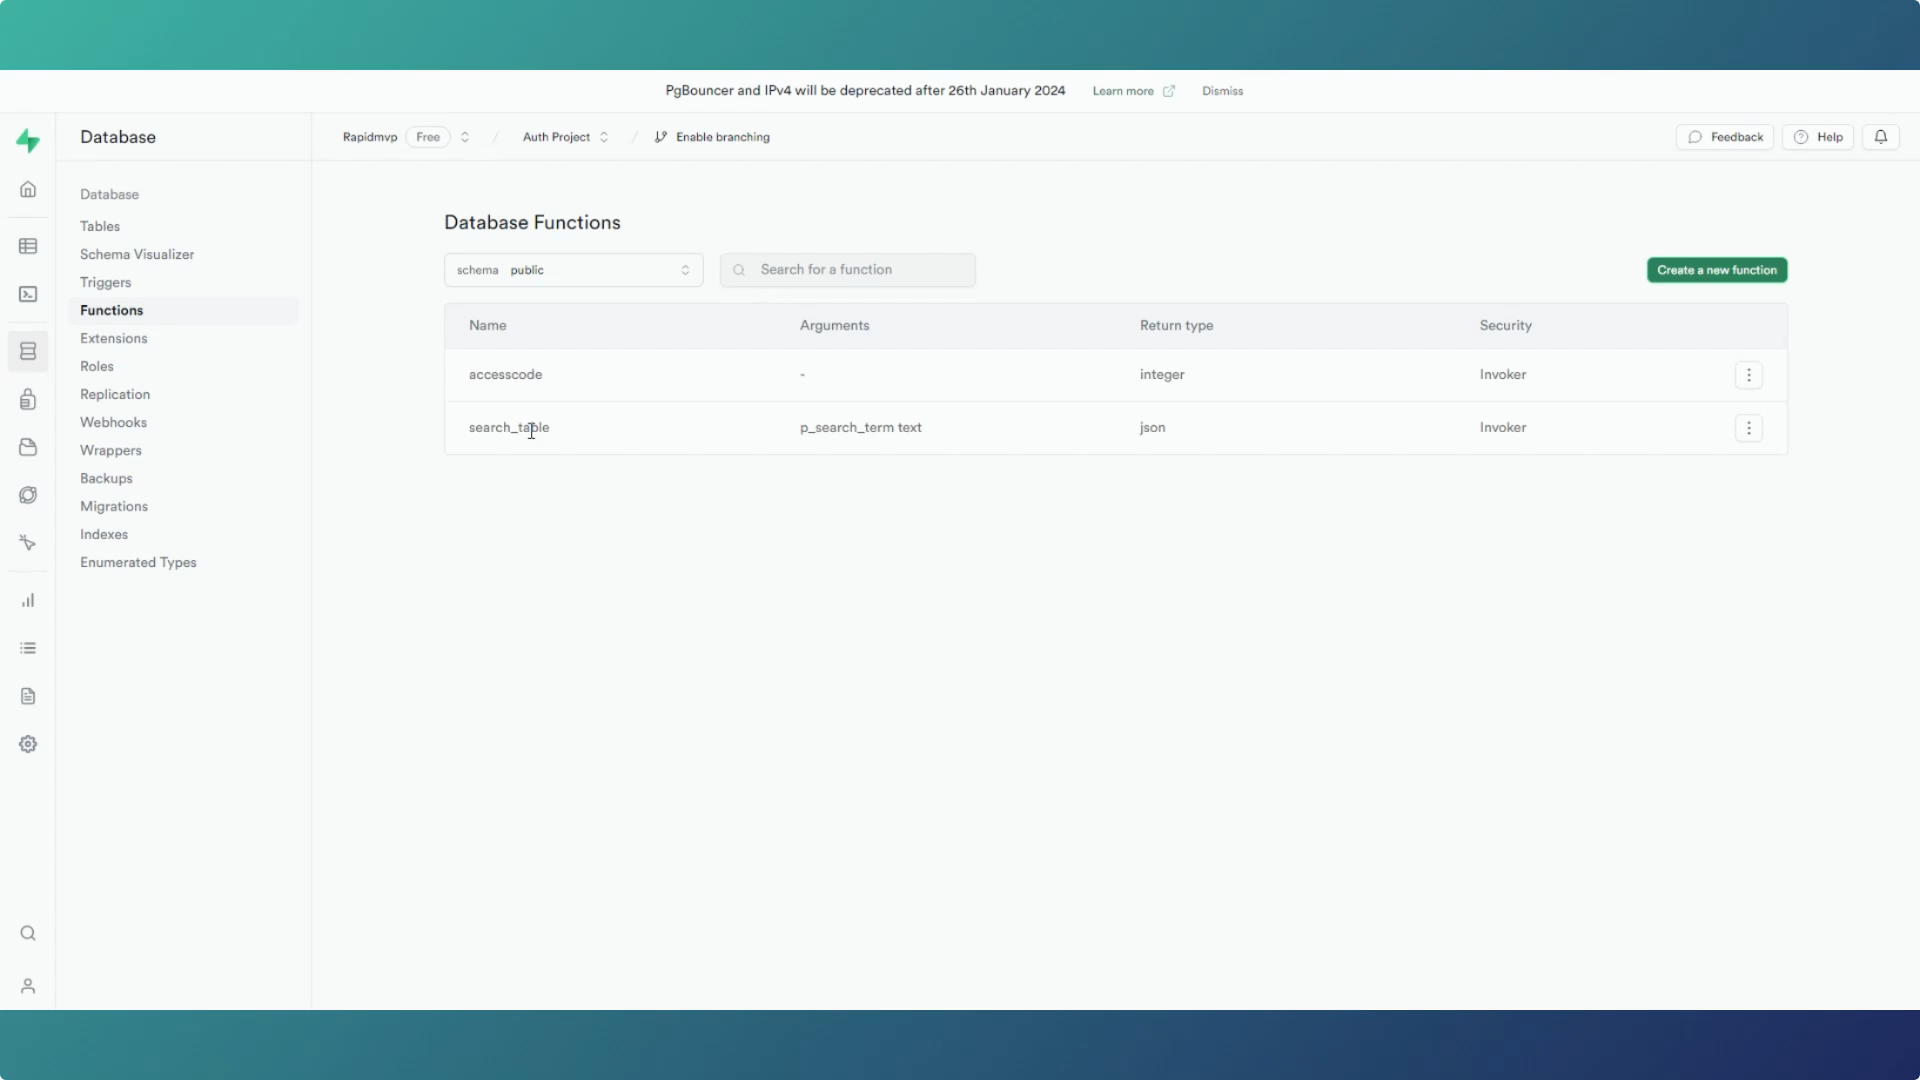 PgBouncer and IPv4 will be deprecated after 26th January 2024 Learn more Dismiss
Database
Rapidmvp Free / Auth Project / Enable branching
Feedback Help
Database
Tables
Schema Visualizer
Triggers
Functions
Extensions
Roles
Replication
Webhooks
Wrappers
Backups
Migrations
Indexes
Enumerated Types
Database Functions
schema public Search for a function Create a new function
Name Arguments Return type Security
accesscode - integer Invoker
search_table p_search_term text json Invoker